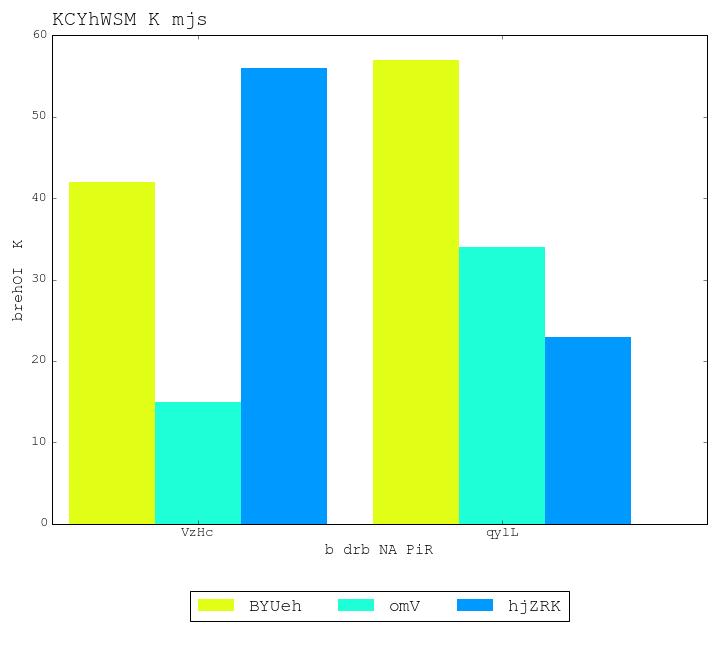 KCYhWSM K mjs
60
50
40
30
20
10
0
brehOI  K
VzHc qylL
b drb NA PiR
BYUeh omV hjZRK